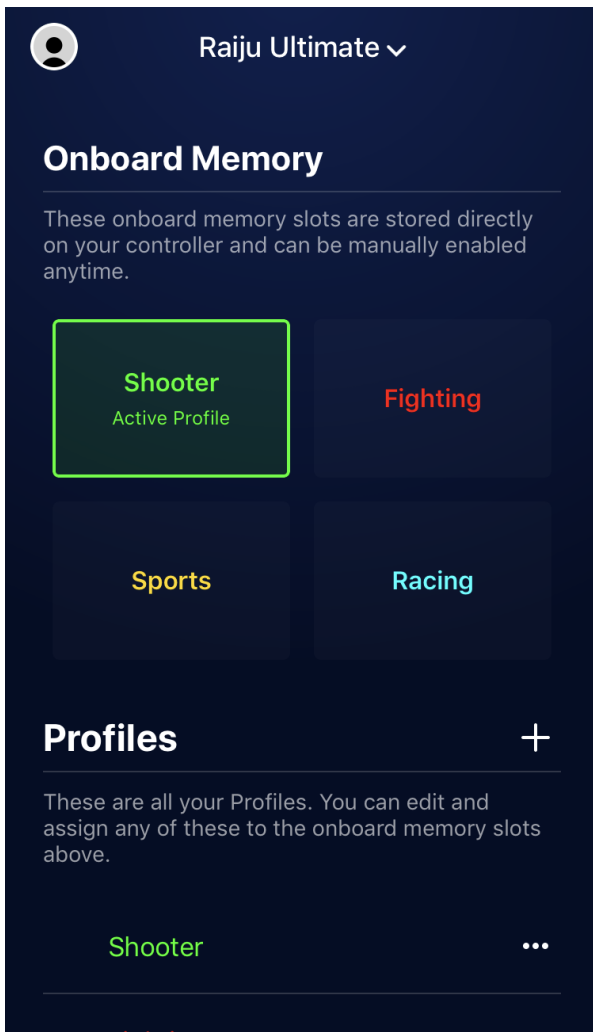 Raiju Ultimate
Onboard Memory
These onboard memory slots are stored directly
on your controller and can be manually enabled
anytime.
Shooter
Active Profile
Fighting
Sports
Racing
Profiles
These are all your Profiles. You can edit and
assign any of these to the onboard memory slots
above.
Shooter